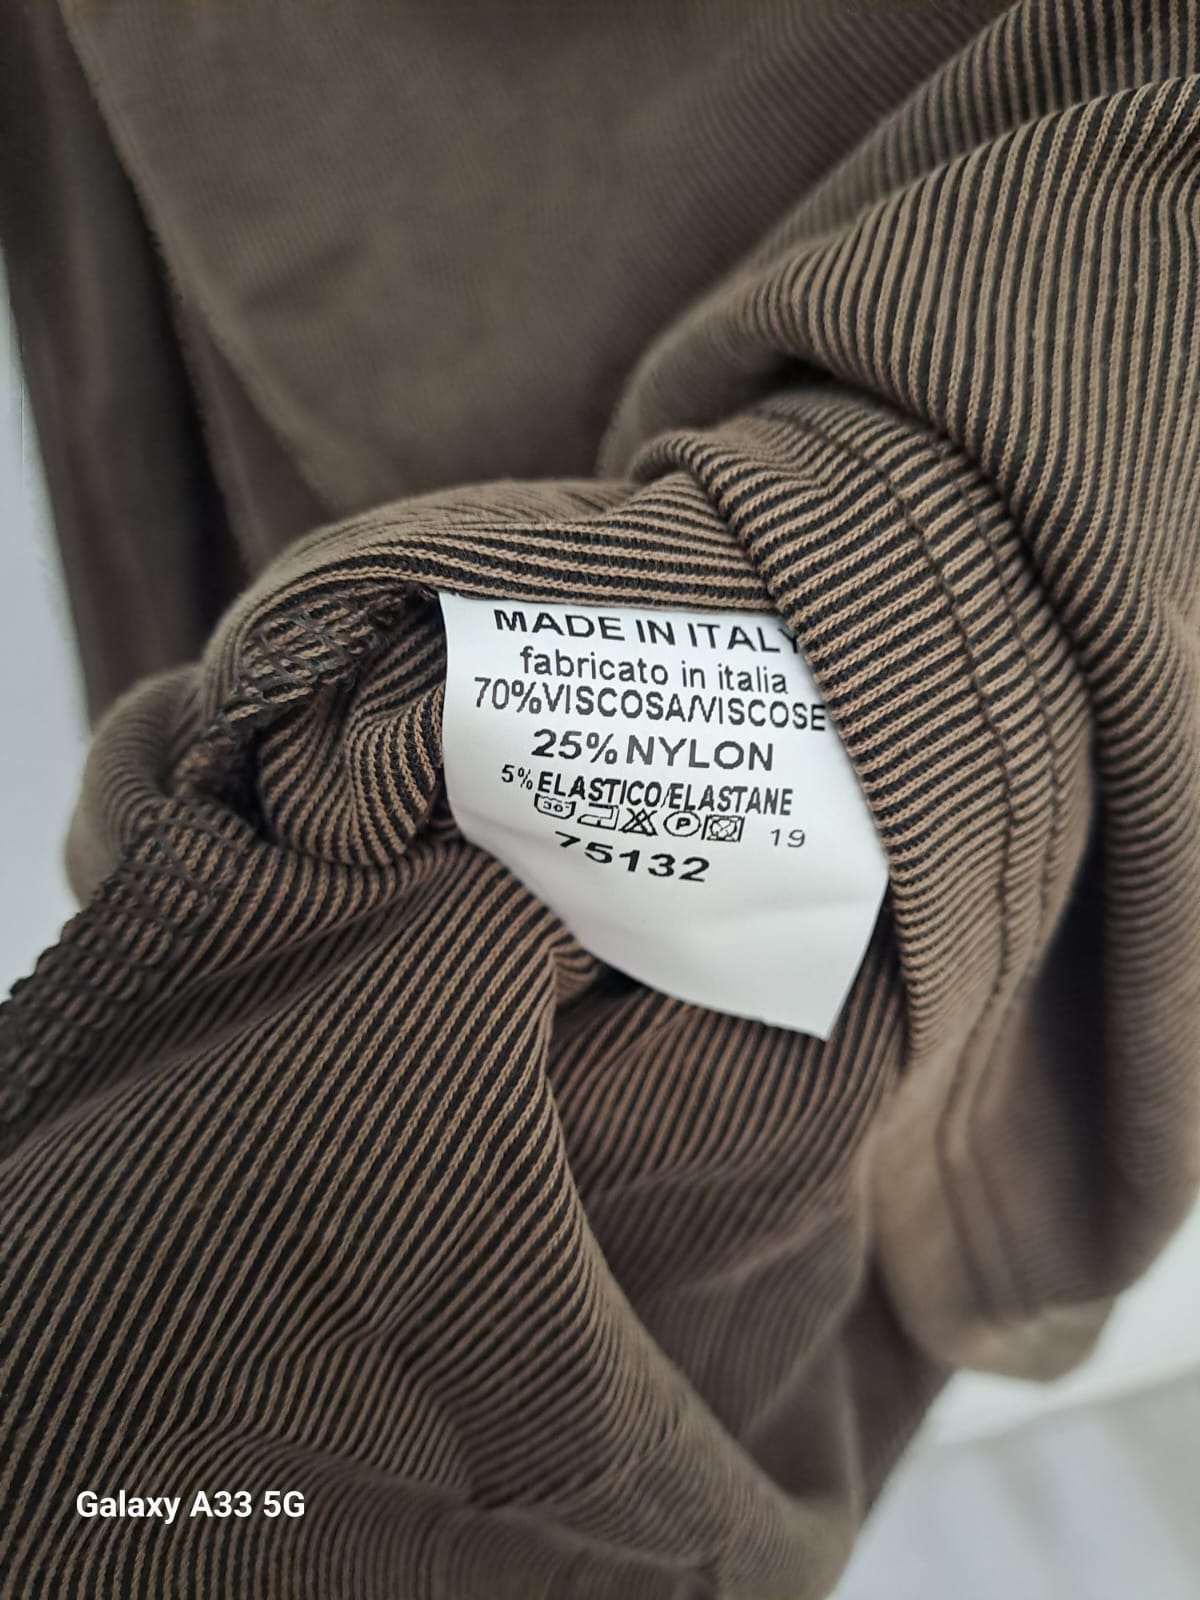 MADE IN ITALY
fabricato in italia
70%VISCOSA/VISCOSE
25%NYLON
5%ELASTICO/ELASTANE
30 P 19
75132
Galaxy A33 5G